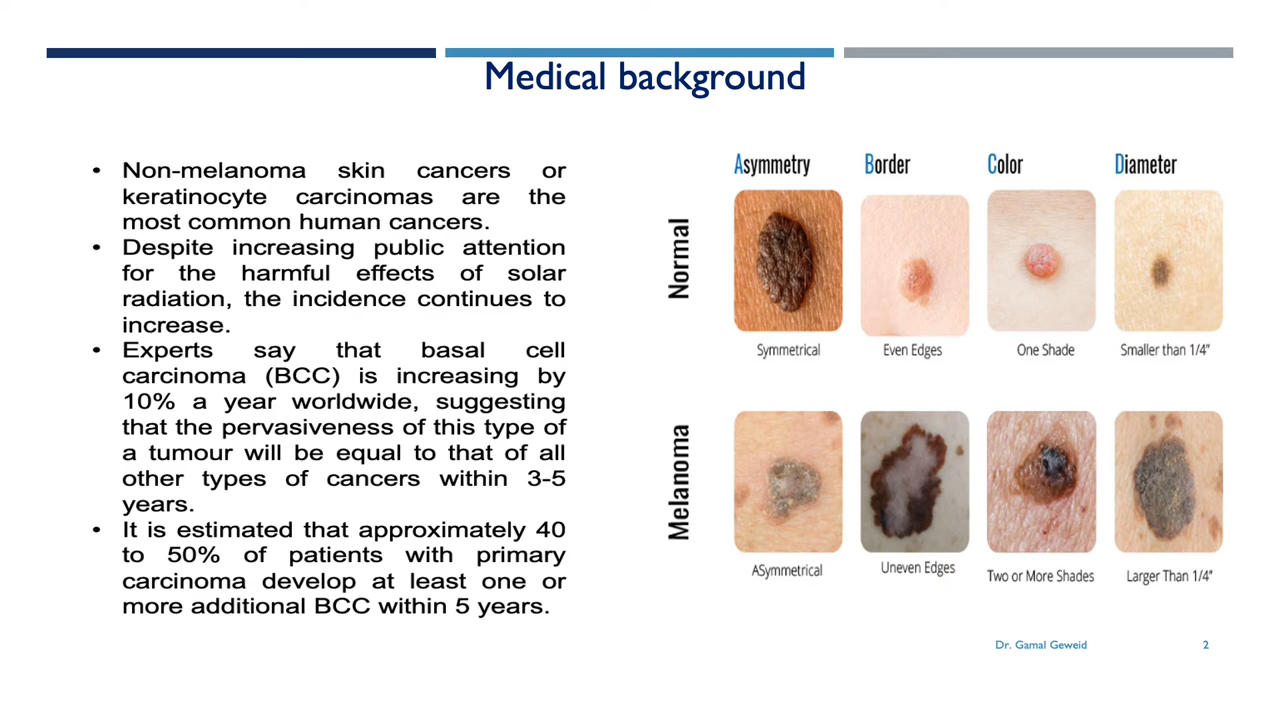 Medical background
• Non-melanoma skin cancers or
keratinocyte carcinomas are the
most common human cancers.
• Despite increasing public attention
for the harmful effects of solar
radiation, the incidence continues to
increase.
• Experts say that basal cell
carcinoma (BCC) is increasing by
10% a year worldwide, suggesting
that the pervasiveness of this type of
a tumour will be equal to that of all
other types of cancers within 3-5
years.
• It is estimated that approximately 40
to 50% of patients with primary
carcinoma develop at least one or
more additional BCC within 5 years.
Asymmetry Border Color Diameter
Normal
Symmetrical Even Edges One Shade Smaller than 1/4”
Melanoma
ASymmetrical Uneven Edges Two or More Shades Larger Than 1/4”
Dr. Gamal Geweid 2